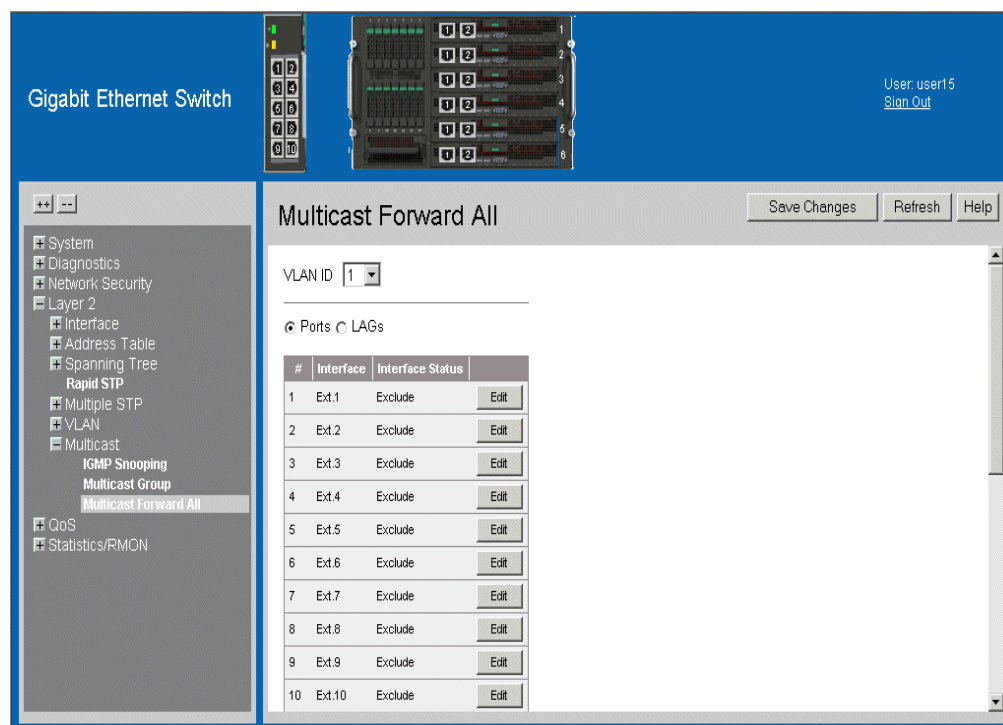 Gigabit Ethernet Switch
1 2
3 4
5 6
7 8
9 10
1 2 1
1 2 2
1 2 3
1 2 4
1 2 5
1 2 6
User: user15
Sign Out
++ --
System
Diagnostics
Network Security
Layer 2
Interface
Address Table
Spanning Tree
Rapid STP
Multiple STP
VLAN
Multicast
IGMP Snooping
Multicast Group
Multicast Forward All
QoS
Statistics/RMON
Multicast Forward All
Save Changes Refresh Help
VLAN ID 1
Ports LAGs
# Interface Interface Status
1 Ext.1 Exclude Edit
2 Ext.2 Exclude Edit
3 Ext.3 Exclude Edit
4 Ext.4 Exclude Edit
5 Ext.5 Exclude Edit
6 Ext.6 Exclude Edit
7 Ext.7 Exclude Edit
8 Ext.8 Exclude Edit
9 Ext.9 Exclude Edit
10 Ext.10 Exclude Edit